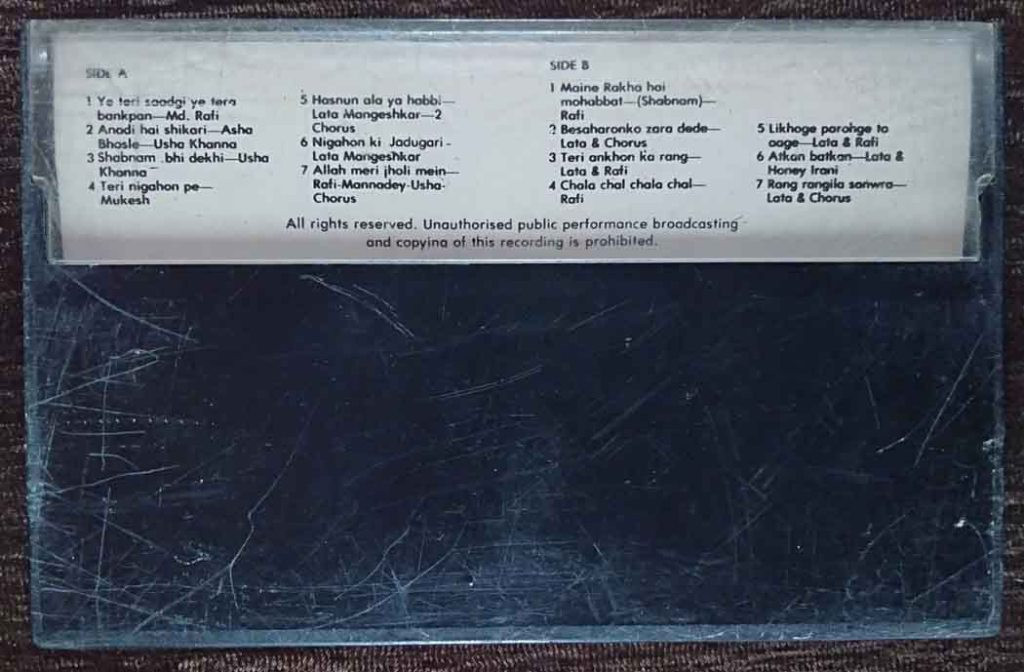 SIDE A
1 Ye teri saadgi ye tera
bankpan—Md. Rafi
2 Anadi hai shikari—Asha
Bhosle—Usha Khanna
3 Shabnam bhi dekhi—Usha
Khanna
4 Teri nigahon pe—
Mukesh
5 Hasnun ala ya habbi—
Lata Mangeshkar—2
Chorus
6 Nigahon ki Jadugari-
Lata Mangeshkar
7 Allah meri jholi mein—
Rafi-Mannadey-Usha-
Chorus
SIDE B
1 Maine Rakha hai
mohabbat—(Shabnam)—
Rafi
2 Besaharonko zara dede—
Lata & Chorus
3 Teri ankhon ka rang—
Lata & Rafi
4 Chala chal chala chal—
Rafi
5 Likhoge parohge to
aage—Lata & Rafi
6 Atkan batkan—Lata &
Honey Irani
7 Rang rangila sanwra—
Lata & Chorus
All rights reserved. Unauthorised public performance broadcasting
and copying of this recording is prohibited.